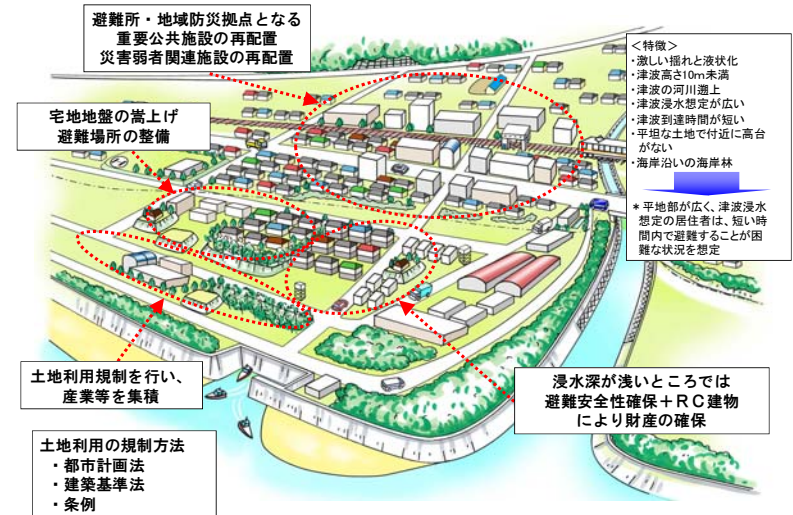 避難所・地域防災拠点となる
重要公共施設の再配置
災害弱者関連施設の再配置
＜特徴＞
・激しい揺れと液状化
・津波高さ10m未満
・津波の河川遡上
・津波浸水想定が広い
・津波到達時間が短い
・平坦な土地で付近に高台
がない
・海岸沿いの海岸林
＊平地部が広く、津波浸水
想定の居住者は、短い時
間内で避難することが困
難な状況を想定
宅地地盤の嵩上げ
避難場所の整備
土地利用規制を行い、
産業等を集積
浸水深が浅いところでは
避難安全性確保＋ＲＣ建物
により財産の確保
土地利用の規制方法
・都市計画法
・建築基準法
・条例